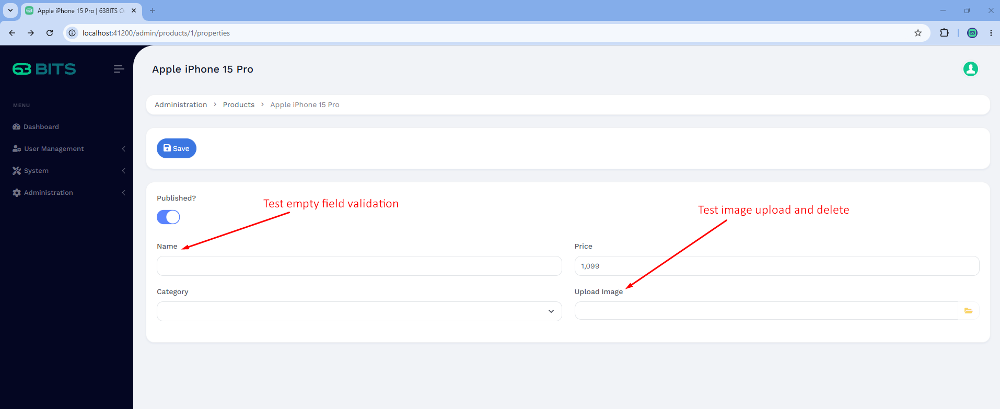 Apple iPhone 15 Pro | 63BITS O
localhost:41200/admin/products/1/properties
63 BITS
Apple iPhone 15 Pro
MENU
Administration > Products > Apple iPhone 15 Pro
Dashboard
User Management
System
Administration
Save
Published?
Test empty field validation
Test image upload and delete
Name
Price
1,099
Category
Upload Image